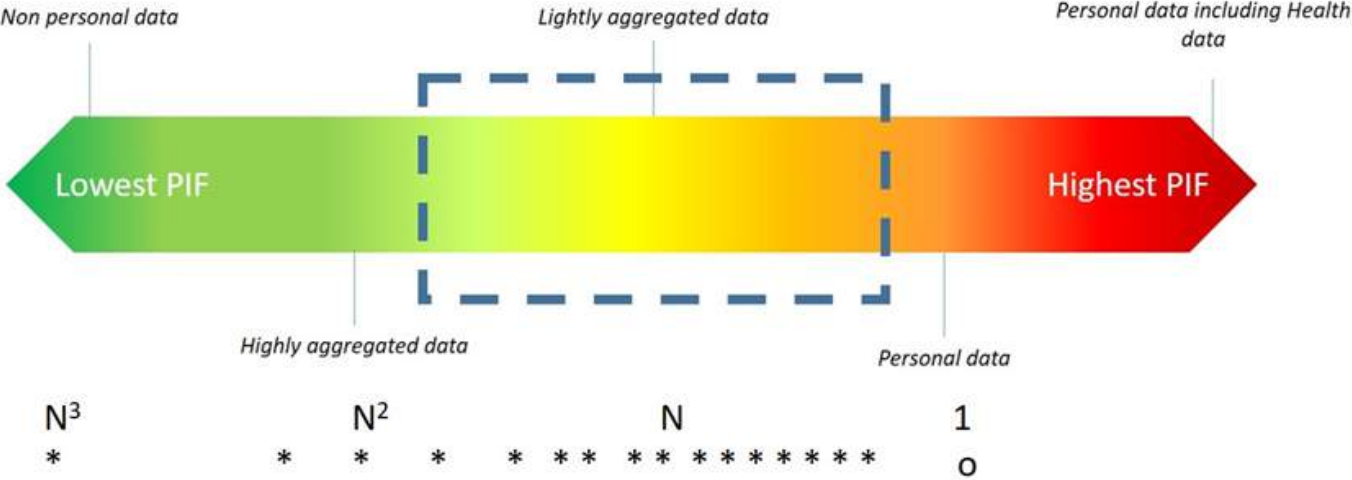 Non personal data
Lightly aggregated data
Personal data including Health
data
Lowest PIF
Highest PIF
Highly aggregated data
Personal data
N³ N² N 1
* * * * * * * * * * * * * * * * o